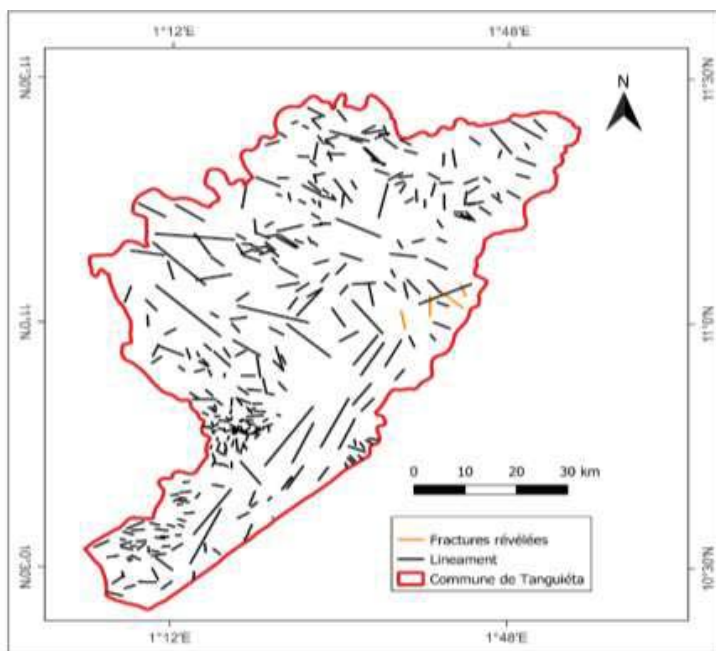 1°12'E 1°48'E
11°30'N 11°30'N
N
11°0'N 11°0'N
0 10 20 30 km
Fractures révélées
Lineament
Commune de Tanguiéta
10°30'N 10°30'N
1°12'E 1°48'E